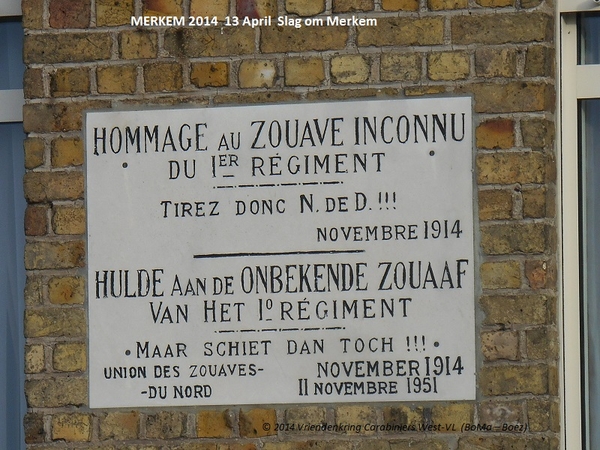 MERKEM 2014 13 April Slag om Merkem
HOMMAGE AU ZOUAVE INCONNU
DU 1ER RÉGIMENT
TIREZ DONC N. DE D. !!!
NOVEMBRE 1914
HULDE AAN DE ONBEKENDE ZOUAAF
VAN HET 1O RÉGIMENT
• MAAR SCHIET DAN TOCH !!! •
UNION DES ZOUAVES- NOVEMBER 1914
-DU NORD 11 NOVEMBRE 1951
© 2014 Vriendenkring Carabiniers West-VL (BoMa – Boez)